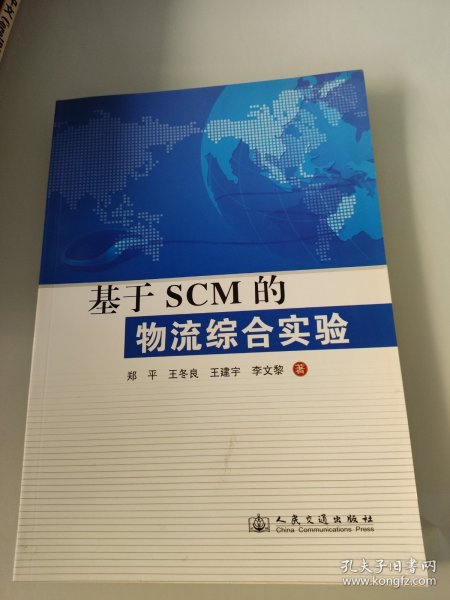 基于 SCM 的
物流综合实验
郑 平 王冬良 王建宇 李文黎 著
人民交通出版社
China Communications Press
孔夫子旧书网
www.kongfz.com